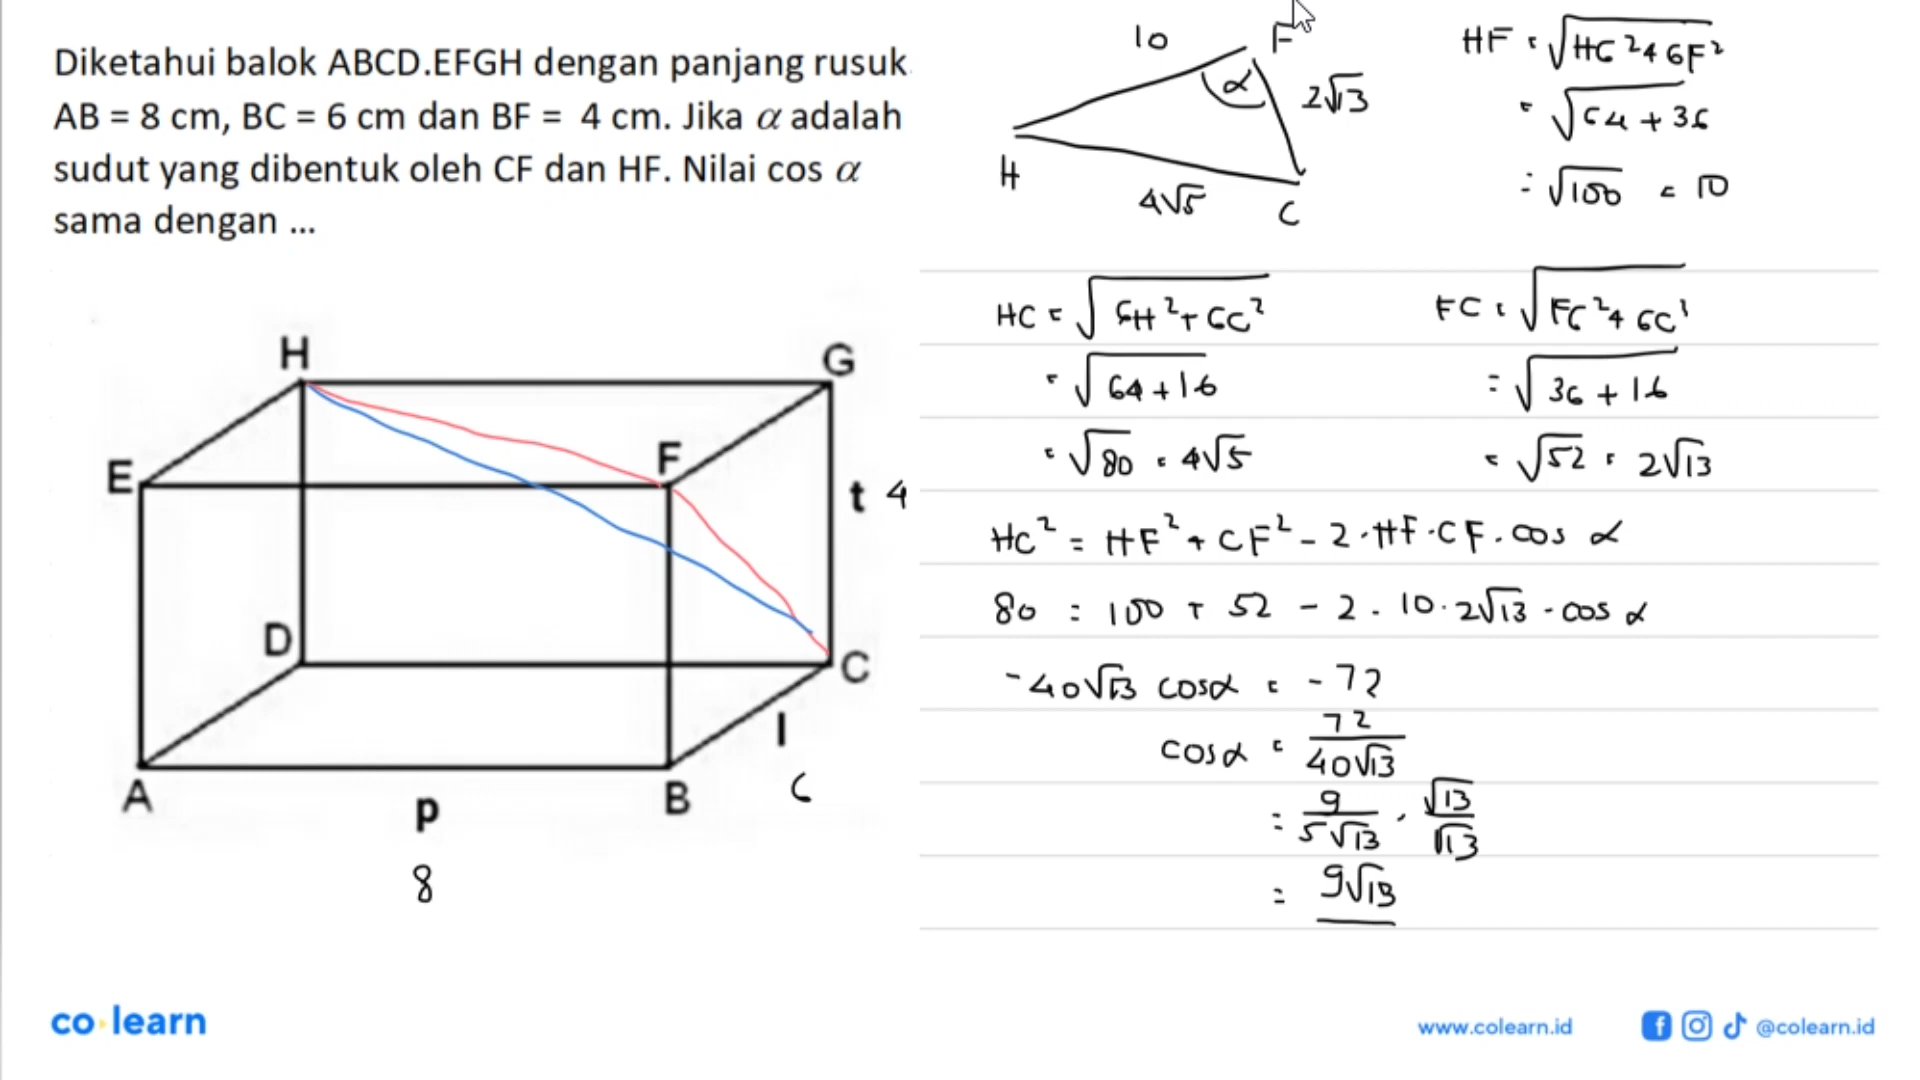 Diketahui balok ABCD.EFGH dengan panjang rusuk
AB = 8 cm, BC = 6 cm dan BF = 4 cm. Jika α adalah
sudut yang dibentuk oleh CF dan HF. Nilai cos α
sama dengan ...
H
G
E
F
t 4
D
C
l
6
A
p
B
8
10
F
α
2√13
H
4√5
C
HF = √HG²+GF²
= √64+36
= √100 = 10
HC = √GH²+GC²
= √64+16
= √80 = 4√5
FC = √FG²+GC²
= √36+16
= √52 = 2√13
HC² = HF² + CF² - 2·HF·CF·cos α
80 = 100 + 52 - 2·10·2√13·cos α
-40√13 cosα = -72
cosα = 72/40√13
= 9/5√13 · √13/√13
= 9√13
co learn
www.colearn.id
@colearn.id